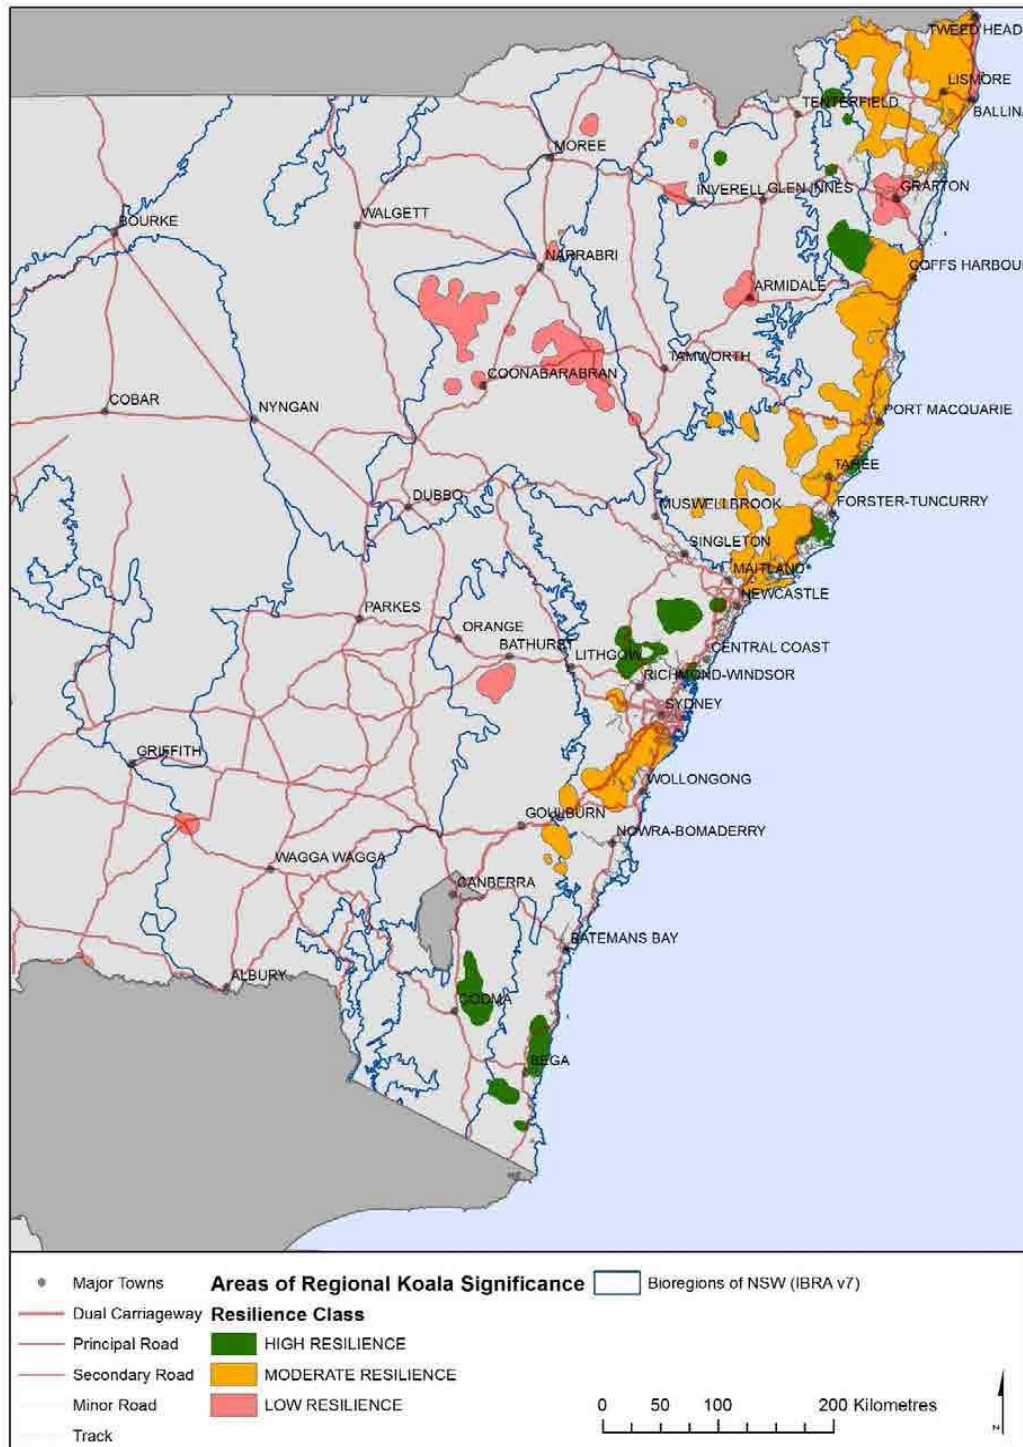 TWEED HEAD
LISMORE
TENTERFIELD
BALLINA
MOREE
INVERELL
GLEN INNES
GRAFTON
BOURKE
WALGETT
NARRABRI
COFFS HARBOU
ARMIDALE
TAMWORTH
COONABARABRAN
COBAR
NYNGAN
PORT MACQUARIE
TAREE
DUBBO
MUSWELLBROOK
FORSTER-TUNCURRY
SINGLETON
MAITLAND
NEWCASTLE
PARKES
ORANGE
BATHURST
LITHGOW
CENTRAL COAST
RICHMOND-WINDSOR
SYDNEY
GRIFFITH
WOLLONGONG
GOULBURN
NOWRA-BOMADERRY
WAGGA WAGGA
CANBERRA
BATEMANS BAY
ALBURY
COOMA
BEGA
Major Towns
Areas of Regional Koala Significance
Bioregions of NSW (IBRA v7)
Dual Carriageway
Resilience Class
Principal Road
HIGH RESILIENCE
Secondary Road
MODERATE RESILIENCE
Minor Road
LOW RESILIENCE
0 50 100 200 Kilometres
Track
N